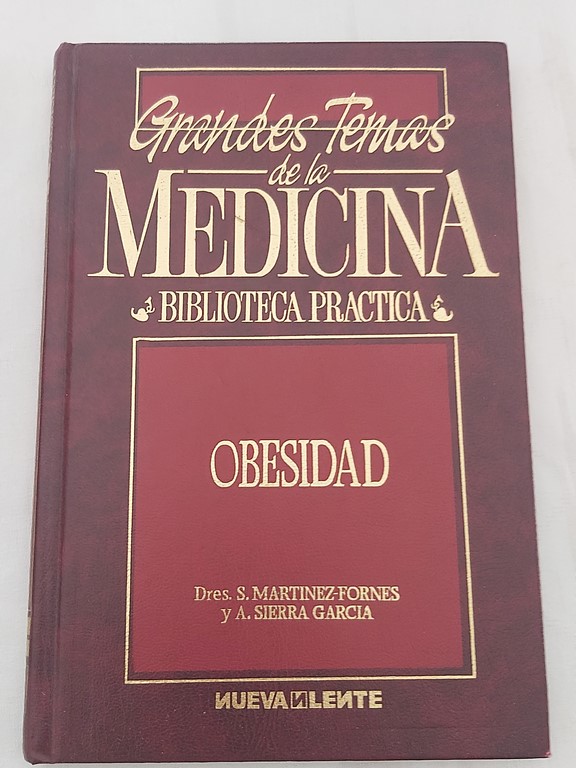 Grandes Temas
de la
MEDICINA
BIBLIOTECA PRACTICA
OBESIDAD
Dres. S. MARTINEZ-FORNES
y A. SIERRA GARCIA
NUEVA LENTE